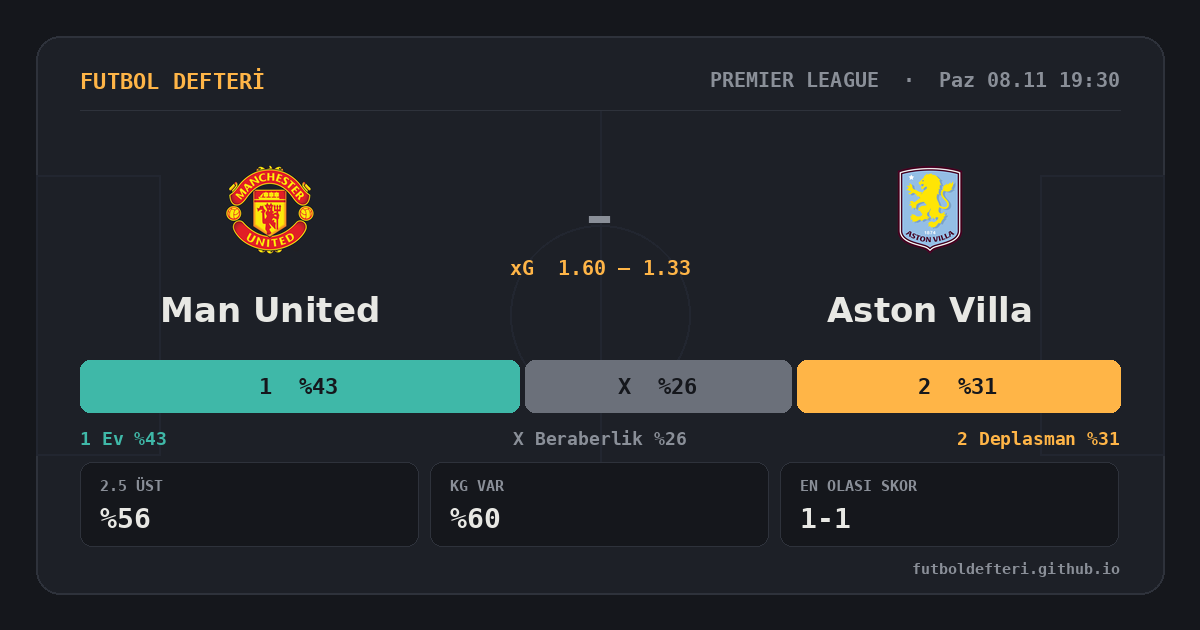 FUTBOL DEFTERİ
PREMIER LEAGUE · Paz 08.11 19:30
MANCHESTER
UNITED
ASTON VILLA
-
xG 1.60 — 1.33
Man United
Aston Villa
1 %43
X %26
2 %31
1 Ev %43
X Beraberlik %26
2 Deplasman %31
2.5 ÜST
KG VAR
EN OLASI SKOR
%56
%60
1-1
futboldefteri.github.io